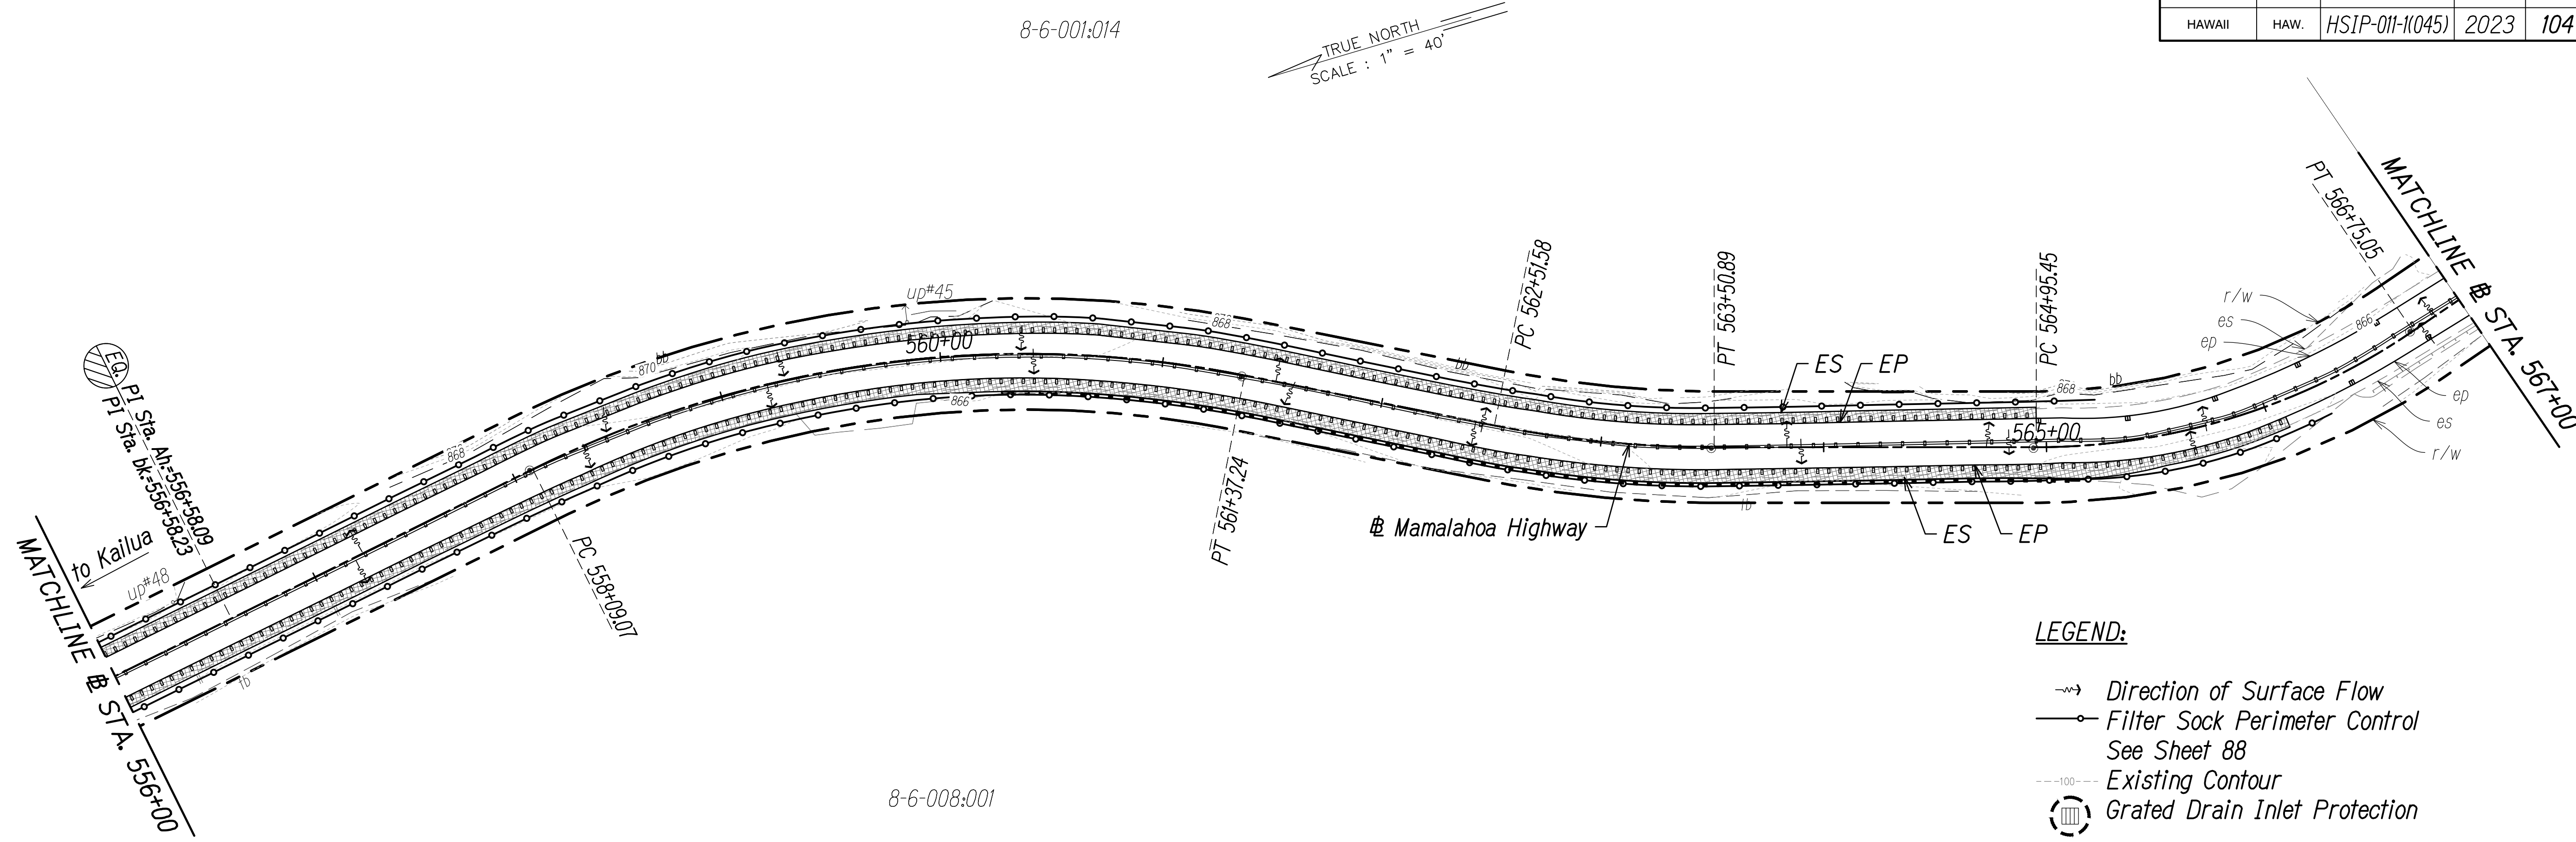 8-6-001:014
TRUE NORTH
SCALE : 1" = 40'
HAWAII HAW. HSIP-011-1(045) 2023 104
MATCHLINE ⅊ STA. 567+00
PT 566+75.05
r/w
es
ep
866
ep
es
r/w
up#45
bb
870
868
560+00
868
866
PC 562+51.58
bb
PT 563+50.89
ES EP
PC 564+95.45
868
bb
565+00
EQ. PI Sta. Ah.=556+58.09
PI Sta. bk.=556+58.23
to Kailua
up#48
MATCHLINE ⅊ STA. 556+00
tb
PC 558+09.07
PT 561+37.24
⅊ Mamalahoa Highway
tb
ES EP
8-6-008:001
LEGEND:
Direction of Surface Flow
Filter Sock Perimeter Control
See Sheet 88
100
Existing Contour
Grated Drain Inlet Protection